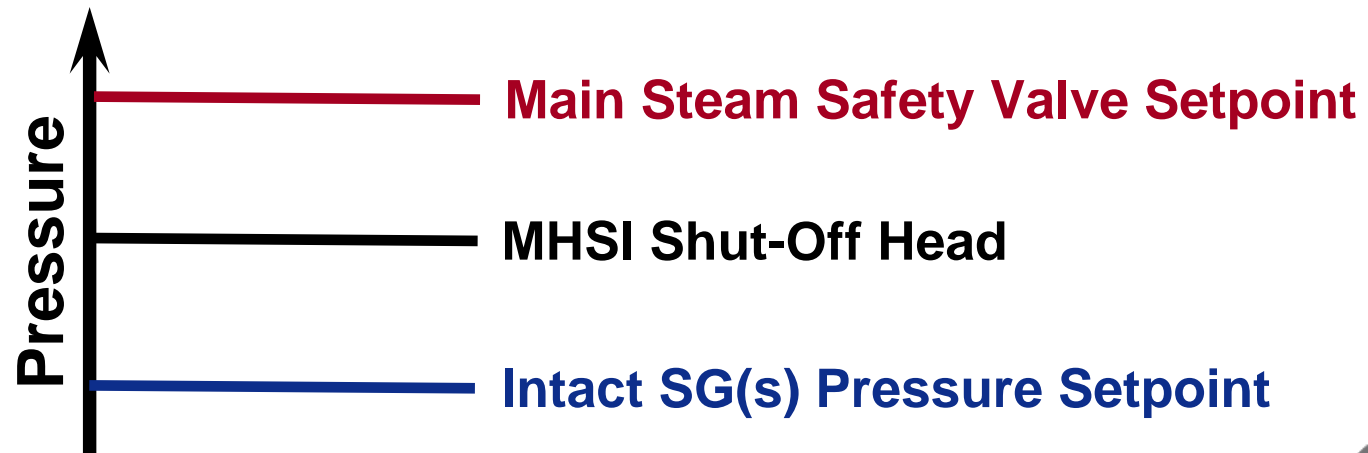 Pressure
Main Steam Safety Valve Setpoint
MHSI Shut-Off Head
Intact SG(s) Pressure Setpoint